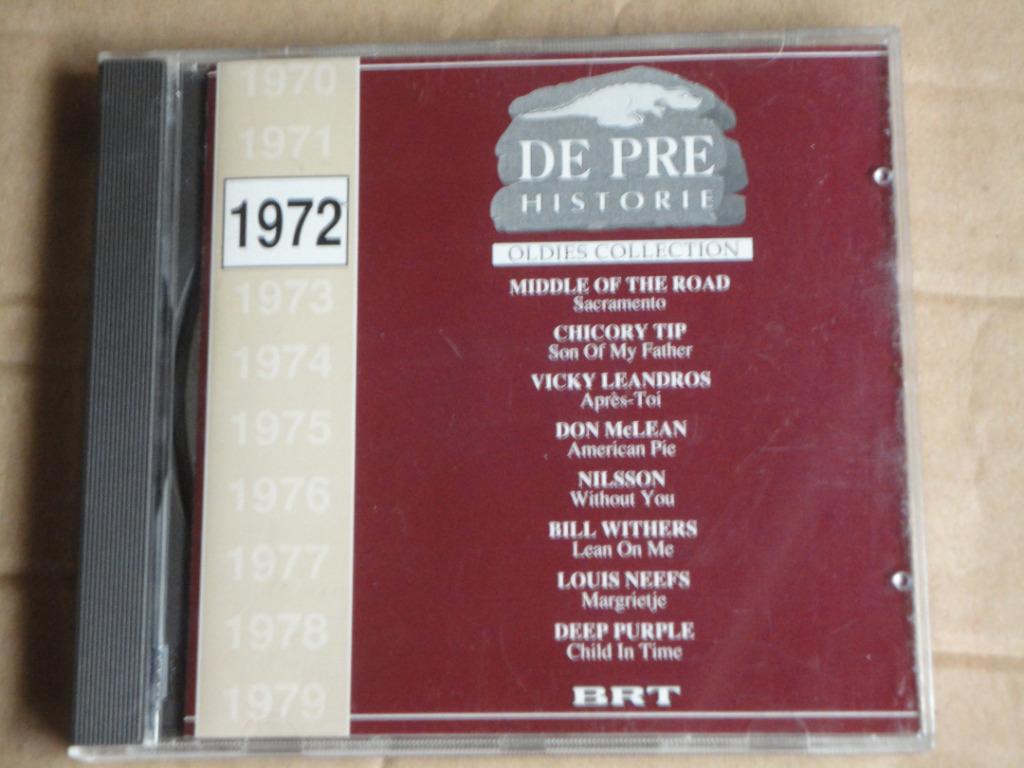 1970
1971
1972
1973
1974
1975
1976
1977
1978
1979
DE PRE
HISTORIE
OLDIES COLLECTION
MIDDLE OF THE ROAD
Sacramento
CHICORY TIP
Son Of My Father
VICKY LEANDROS
Après-Toi
DON McLEAN
American Pie
NILSSON
Without You
BILL WITHERS
Lean On Me
LOUIS NEEFS
Margrietje
DEEP PURPLE
Child In Time
BRT